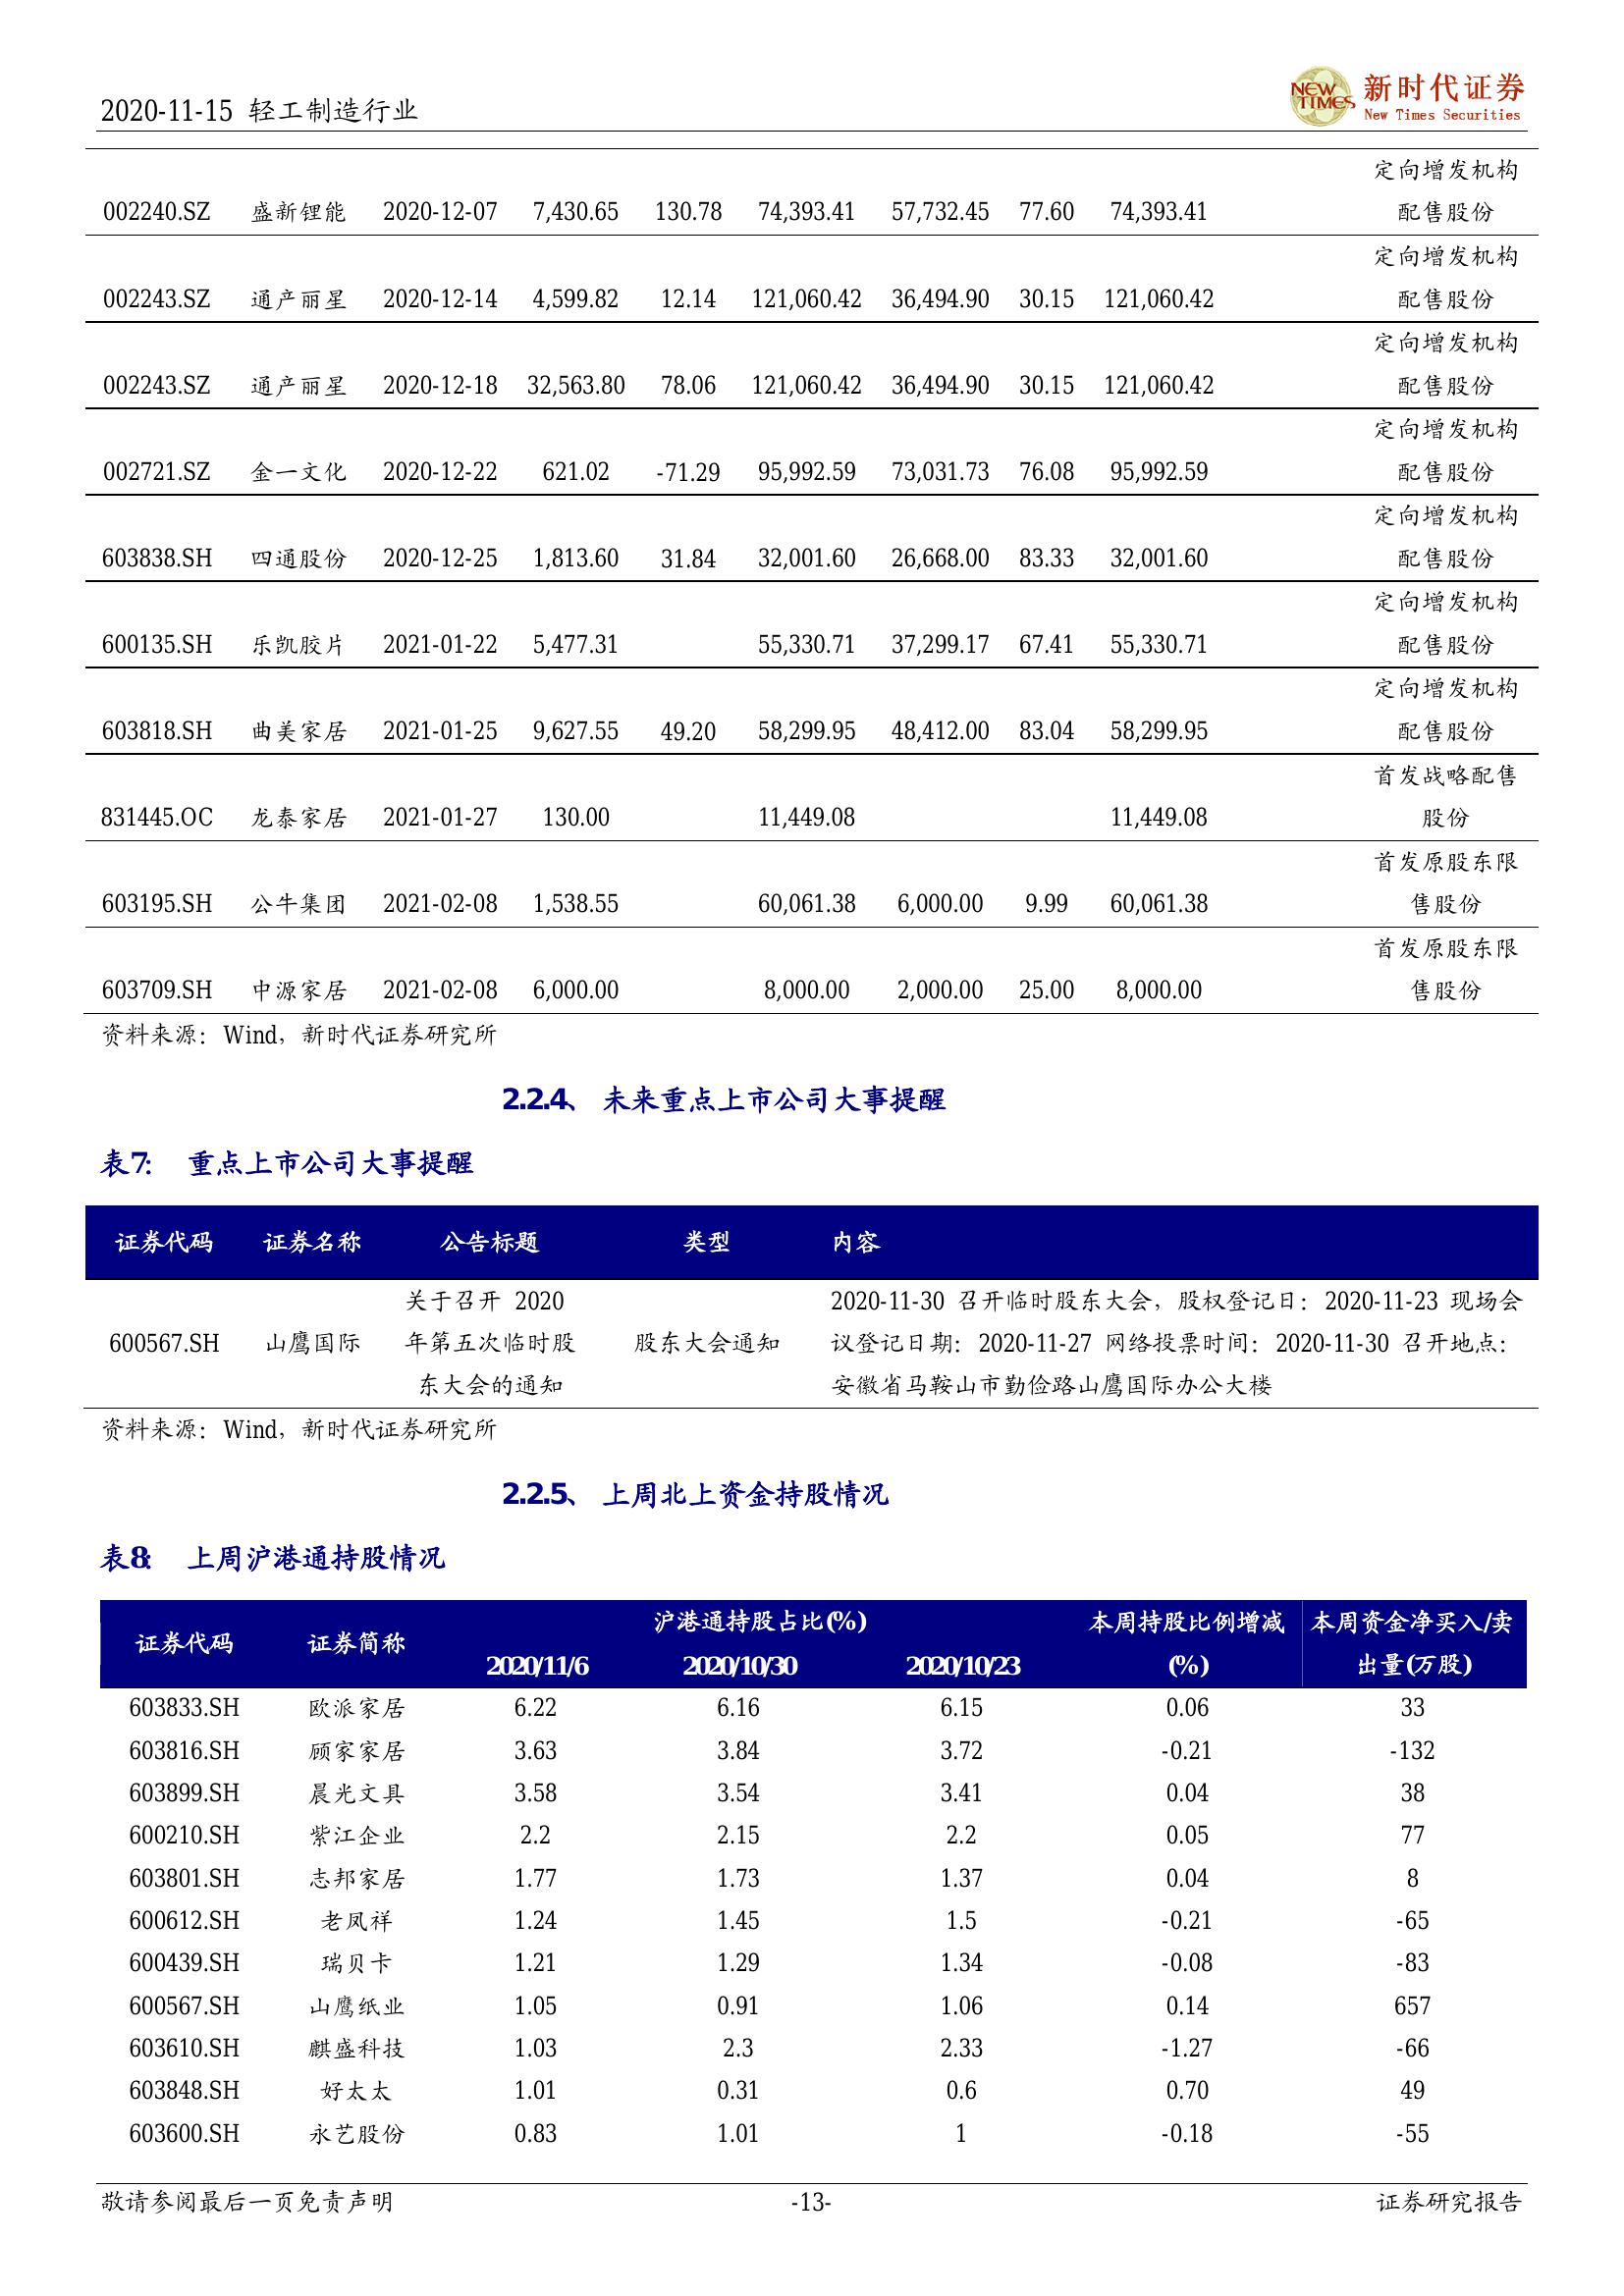 2020-11-15 轻工制造行业
NEW TIMES 新时代证券
New Times Securities
定向增发机构
002240.SZ 盛新锂能 2020-12-07 7,430.65 130.78 74,393.41 57,732.45 77.60 74,393.41 配售股份
定向增发机构
002243.SZ 通产丽星 2020-12-14 4,599.82 12.14 121,060.42 36,494.90 30.15 121,060.42 配售股份
定向增发机构
002243.SZ 通产丽星 2020-12-18 32,563.80 78.06 121,060.42 36,494.90 30.15 121,060.42 配售股份
定向增发机构
002721.SZ 金一文化 2020-12-22 621.02 -71.29 95,992.59 73,031.73 76.08 95,992.59 配售股份
定向增发机构
603838.SH 四通股份 2020-12-25 1,813.60 31.84 32,001.60 26,668.00 83.33 32,001.60 配售股份
定向增发机构
600135.SH 乐凯胶片 2021-01-22 5,477.31 55,330.71 37,299.17 67.41 55,330.71 配售股份
定向增发机构
603818.SH 曲美家居 2021-01-25 9,627.55 49.20 58,299.95 48,412.00 83.04 58,299.95 配售股份
首发战略配售
831445.OC 龙泰家居 2021-01-27 130.00 11,449.08 11,449.08 股份
首发原股东限
603195.SH 公牛集团 2021-02-08 1,538.55 60,061.38 6,000.00 9.99 60,061.38 售股份
首发原股东限
603709.SH 中源家居 2021-02-08 6,000.00 8,000.00 2,000.00 25.00 8,000.00 售股份
资料来源：Wind，新时代证券研究所
2.2.4、 未来重点上市公司大事提醒
表7： 重点上市公司大事提醒
证券代码 证券名称 公告标题 类型 内容
关于召开 2020 2020-11-30 召开临时股东大会，股权登记日：2020-11-23 现场会
600567.SH 山鹰国际 年第五次临时股 股东大会通知 议登记日期：2020-11-27 网络投票时间：2020-11-30 召开地点：
东大会的通知 安徽省马鞍山市勤俭路山鹰国际办公大楼
资料来源：Wind，新时代证券研究所
2.2.5、 上周北上资金持股情况
表8： 上周沪港通持股情况
证券代码 证券简称 沪港通持股占比(%) 本周持股比例增减 本周资金净买入/卖
2020/11/6 2020/10/30 2020/10/23 (%) 出量(万股)
603833.SH 欧派家居 6.22 6.16 6.15 0.06 33
603816.SH 顾家家居 3.63 3.84 3.72 -0.21 -132
603899.SH 晨光文具 3.58 3.54 3.41 0.04 38
600210.SH 紫江企业 2.2 2.15 2.2 0.05 77
603801.SH 志邦家居 1.77 1.73 1.37 0.04 8
600612.SH 老凤祥 1.24 1.45 1.5 -0.21 -65
600439.SH 瑞贝卡 1.21 1.29 1.34 -0.08 -83
600567.SH 山鹰纸业 1.05 0.91 1.06 0.14 657
603610.SH 麒盛科技 1.03 2.3 2.33 -1.27 -66
603848.SH 好太太 1.01 0.31 0.6 0.70 49
603600.SH 永艺股份 0.83 1.01 1 -0.18 -55
敬请参阅最后一页免责声明 -13- 证券研究报告